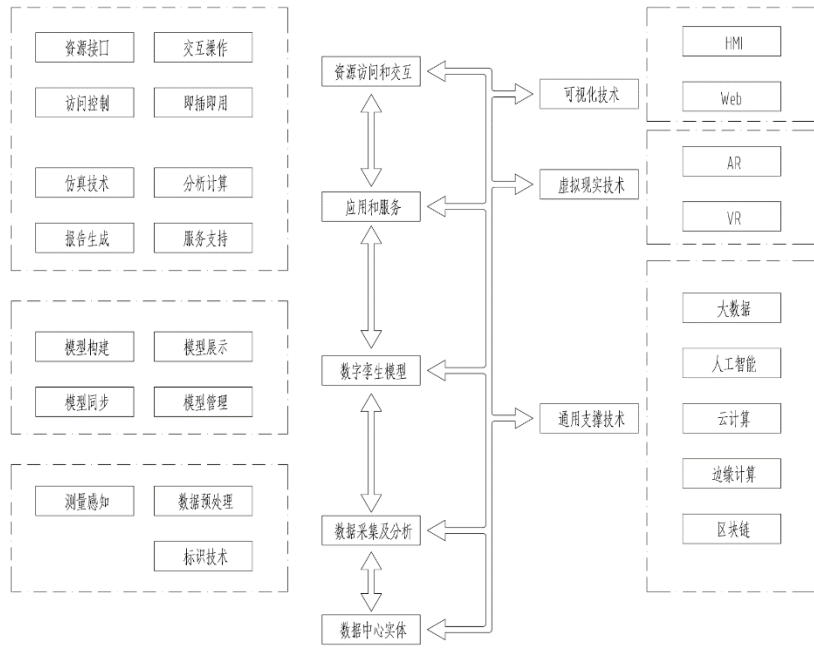 资源接口
交互操作
访问控制
即插即用
仿真技术
分析计算
报告生成
服务支持
模型构建
模型展示
模型同步
模型管理
测量感知
数据预处理
标识技术
资源访问和交互
应用和服务
数字孪生模型
数据采集及分析
数据中心实体
可视化技术
虚拟现实技术
通用支撑技术
HMI
Web
AR
VR
大数据
人工智能
云计算
边缘计算
区块链